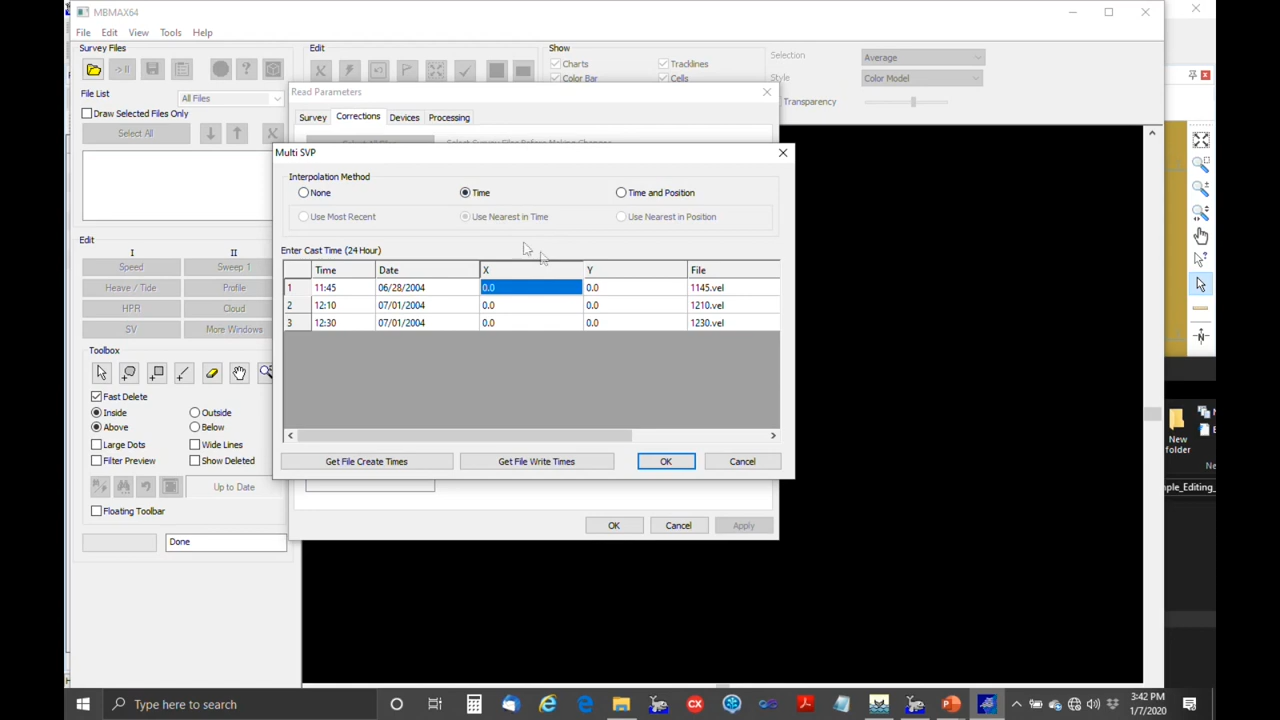 MBMAX64
File Edit View Tools Help
Survey Files
Edit
Show
Charts
Tracklines
Color Bar
Cells
Selection
Average
Style
Color Model
Transparency
File List
All Files
Draw Selected Files Only
Select All
Read Parameters
Survey Corrections Devices Processing
Multi SVP
Interpolation Method
None Time Time and Position
Use Most Recent Use Nearest in Time Use Nearest in Position
Enter Cast Time (24 Hour)
Time Date X Y File
1 11:45 06/28/2004 0.0 0.0 1145.vel
2 12:10 07/01/2004 0.0 0.0 1210.vel
3 12:30 07/01/2004 0.0 0.0 1230.vel
Get File Create Times Get File Write Times OK Cancel
OK Cancel Apply
Edit
I II
Speed Sweep 1
Heave / Tide Profile
HPR Cloud
SV More Windows
Toolbox
Fast Delete
Inside Outside
Above Below
Large Dots Wide Lines
Filter Preview Show Deleted
Up to Date
Floating Toolbar
Done
N
New
folder
Ne
ple_Editing_
Type here to search
3:42 PM
1/7/2020